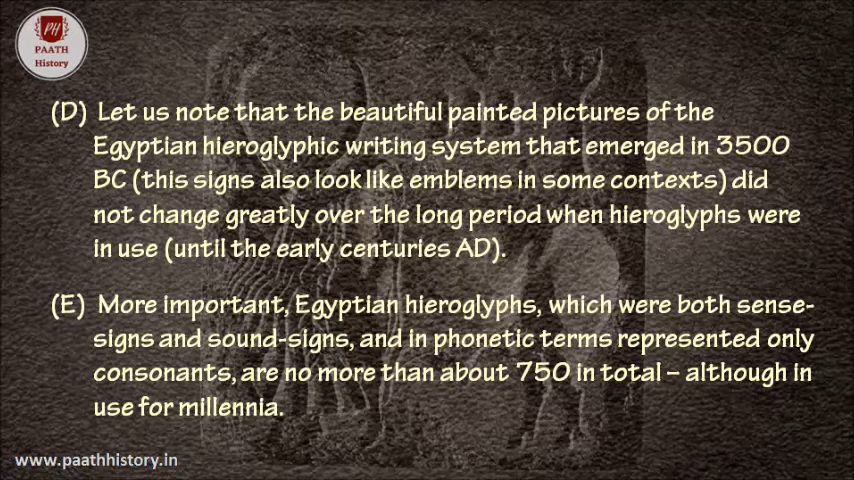 PH
PAATH
History
(D) Let us note that the beautiful painted pictures of the
Egyptian hieroglyphic writing system that emerged in 3500
BC (this signs also look like emblems in some contexts) did
not change greatly over the long period when hieroglyphs were
in use (until the early centuries AD).
(E) More important, Egyptian hieroglyphs, which were both sense-
signs and sound-signs, and in phonetic terms represented only
consonants, are no more than about 750 in total – although in
use for millennia.
www.paathhistory.in